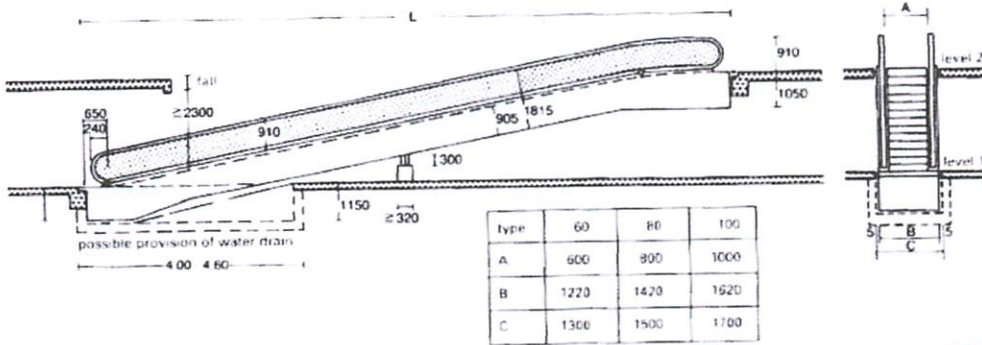 L
A
fall
910
level 2
1050
650
240
≥2300
910
905
1815
300
level 1
1150
≥320
possible provision of water drain
4.00 4.60
5 B 5
C
type 60 80 100
A 600 800 1000
B 1220 1420 1620
C 1300 1500 1700